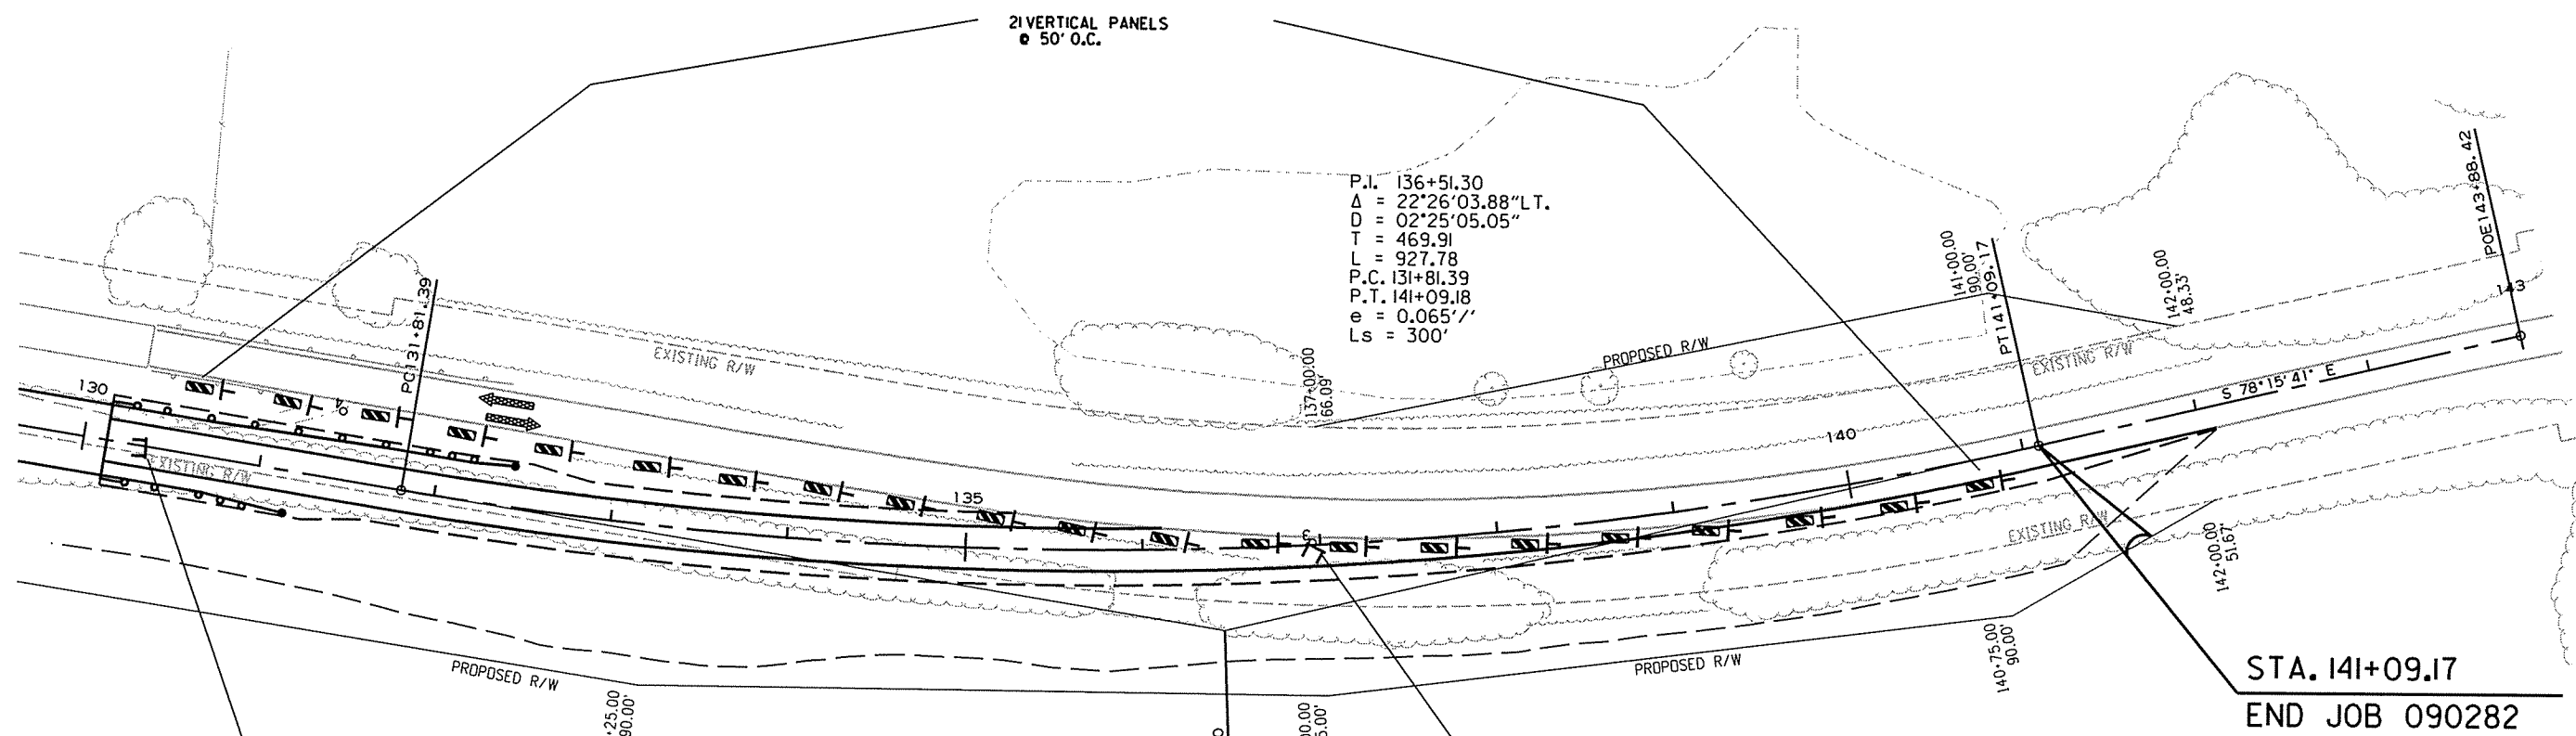 21 VERTICAL PANELS
@ 50' O.C.
P.I. 136+51.30
Δ = 22°26'03.88"LT.
D = 02°25'05.05"
T = 469.91
L = 927.78
P.C. 131+81.39
P.T. 141+09.18
e = 0.065'/'
Ls = 300'
POE 143+88.42
143
141+00.00
90.00'
PT 141+09.17
142+00.00
48.33'
PC 131+81.39
EXISTING R/W
137+00.00
66.09'
PROPOSED R/W
EXISTING R/W
S 78°15'41" E
130
140
EXISTING R/W
135
EXISTING R/W
142+00.00
51.67'
PROPOSED R/W
PROPOSED R/W
140+75.00
90.00'
+25.00
90.00'
STA. 141+09.17
END JOB 090282